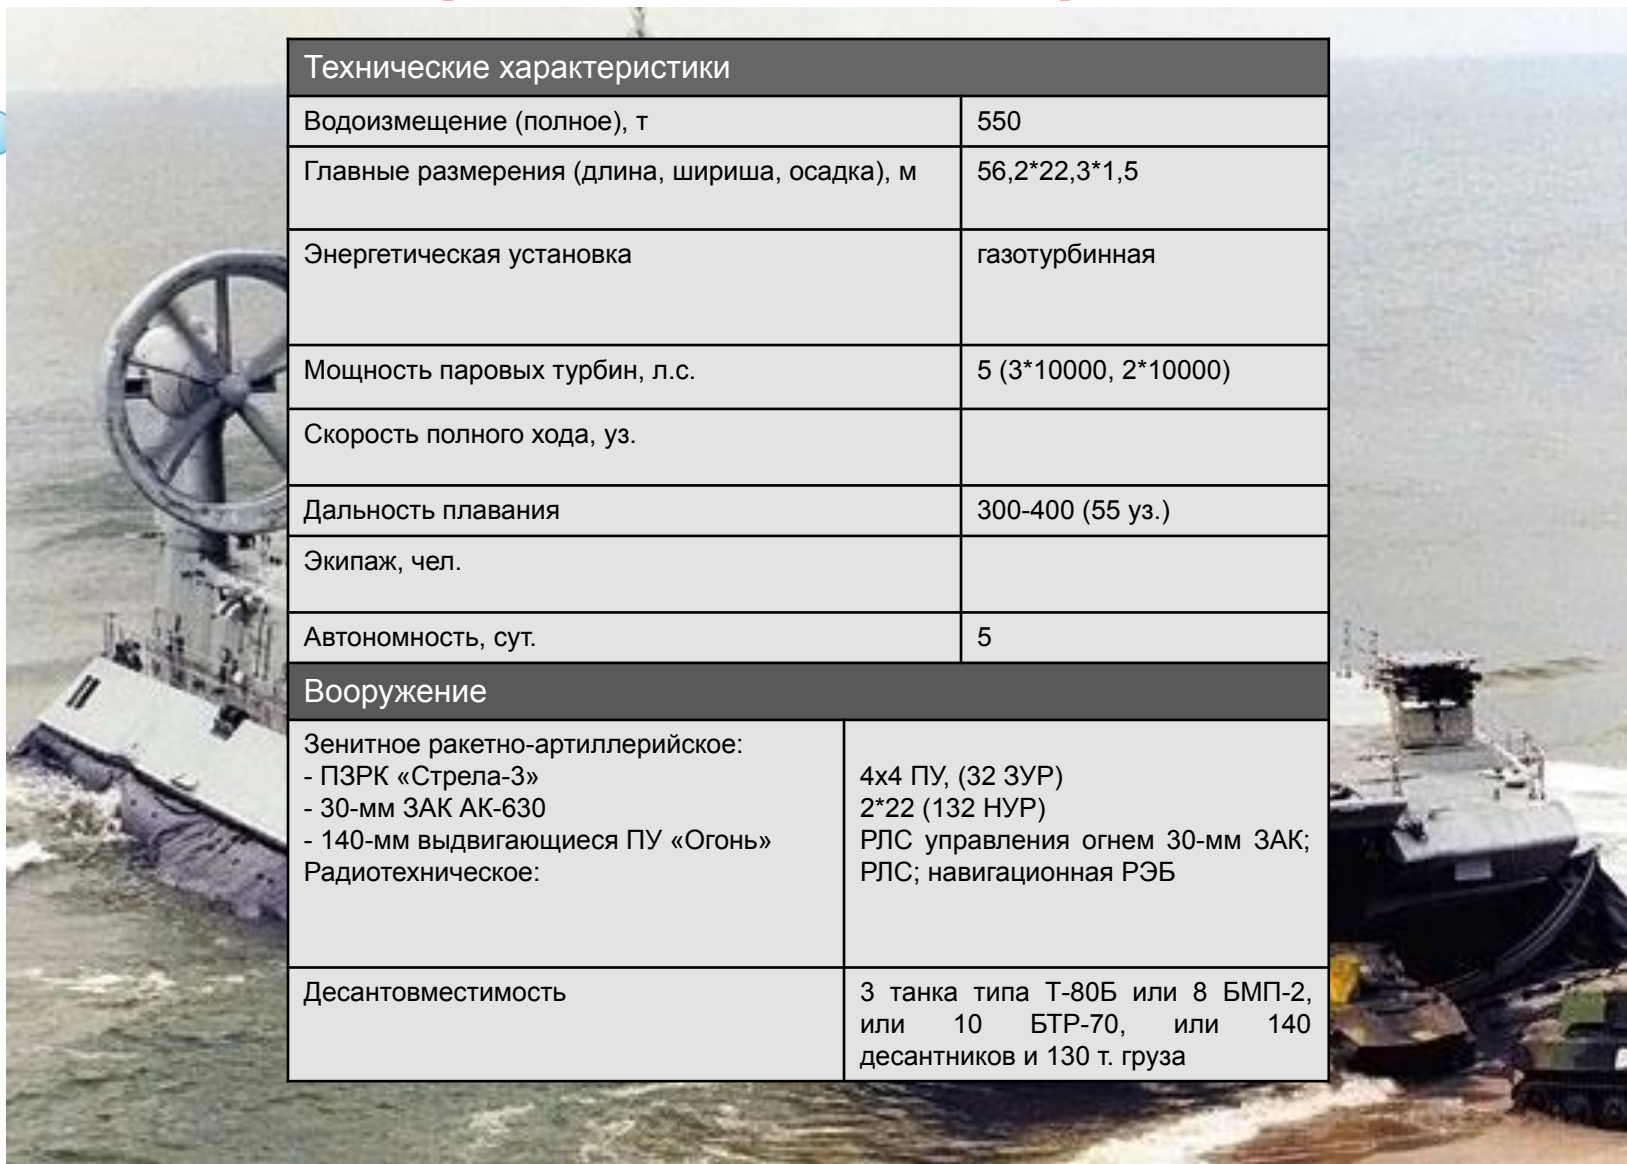 Технические характеристики
Водоизмещение (полное), т 550
Главные размерения (длина, шириша, осадка), м 56,2*22,3*1,5
Энергетическая установка газотурбинная
Мощность паровых турбин, л.с. 5 (3*10000, 2*10000)
Скорость полного хода, уз.
Дальность плавания 300-400 (55 уз.)
Экипаж, чел.
Автономность, сут. 5
Вооружение
Зенитное ракетно-артиллерийское:
- ПЗРК «Стрела-3» 4х4 ПУ, (32 ЗУР)
- 30-мм ЗАК АК-630 2*22 (132 НУР)
- 140-мм выдвигающиеся ПУ «Огонь» РЛС управления огнем 30-мм ЗАК;
Радиотехническое: РЛС; навигационная РЭБ
Десантовместимость 3 танка типа Т-80Б или 8 БМП-2,
или 10 БТР-70, или 140
десантников и 130 т. груза